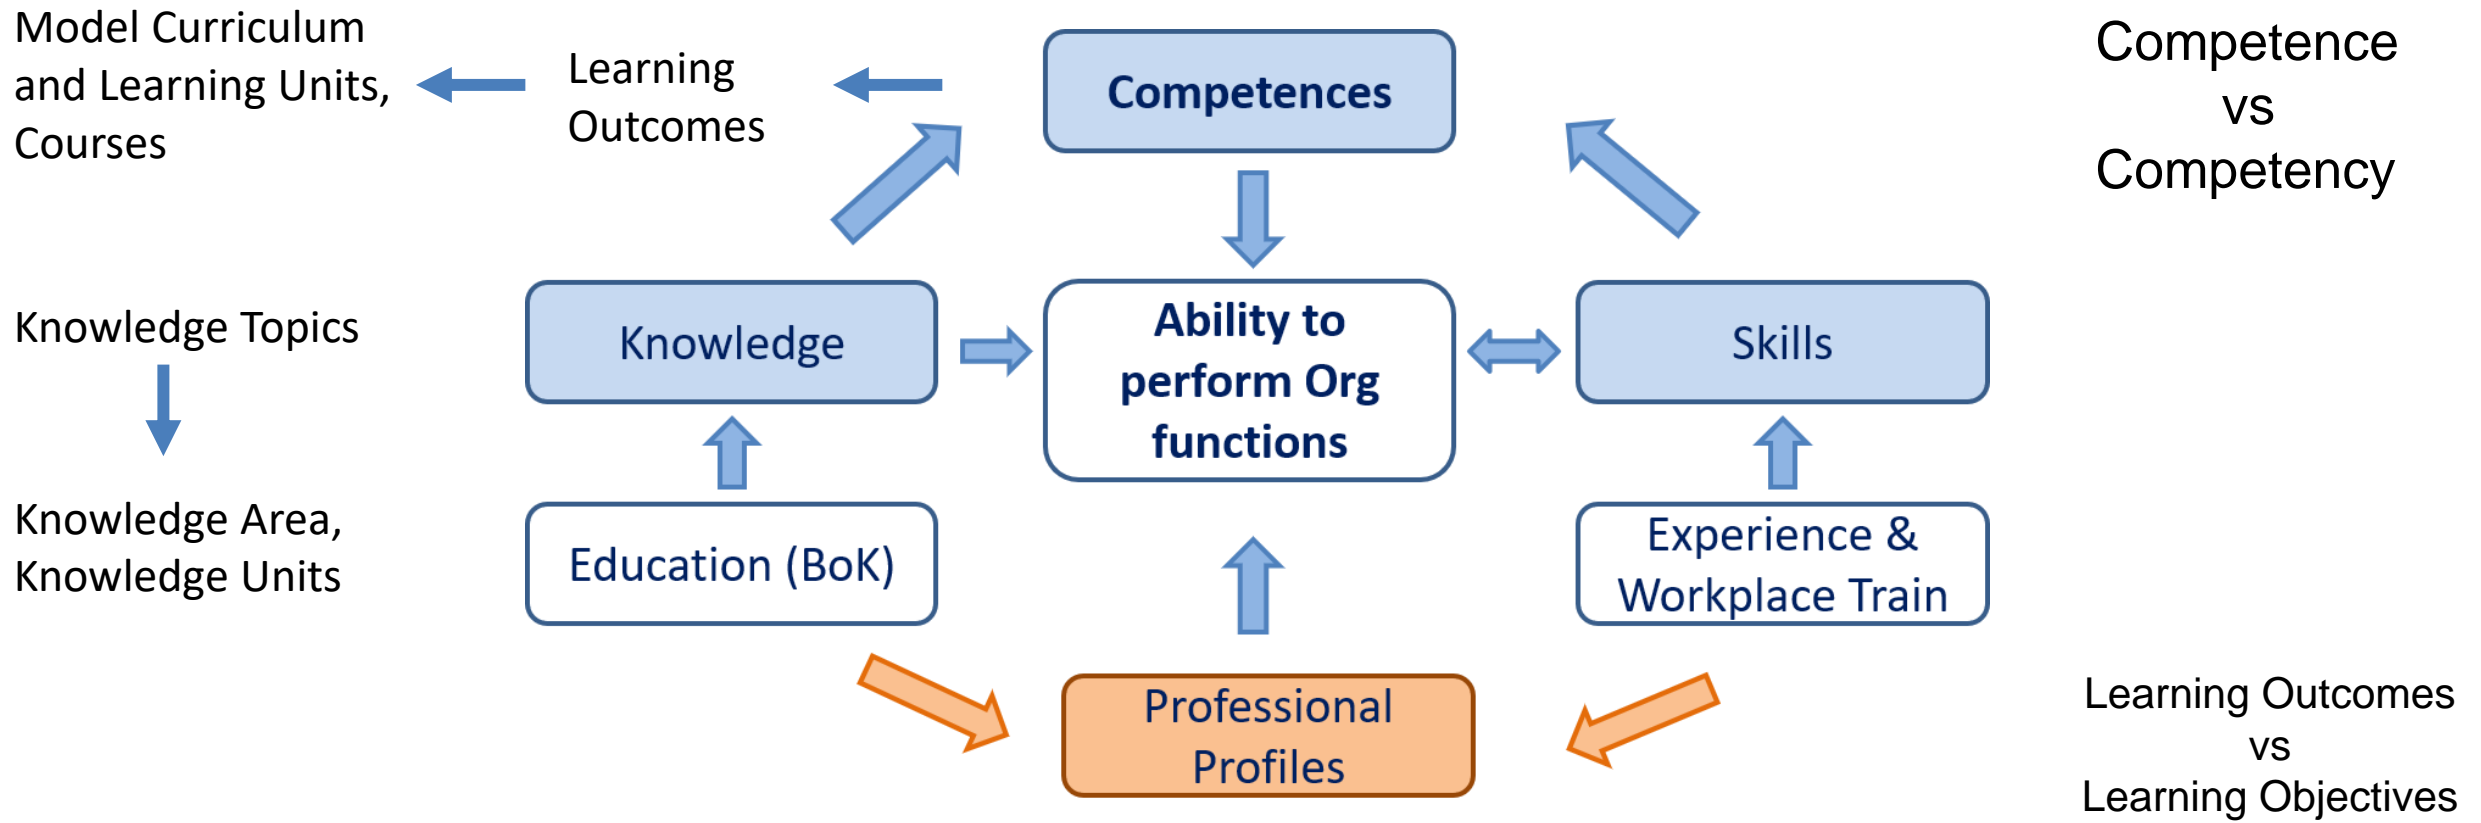 Model Curriculum
and Learning Units,
Courses
Learning
Outcomes
Competences
Competence
vs
Competency
Knowledge Topics
Knowledge
Ability to
perform Org
functions
Skills
Knowledge Area,
Knowledge Units
Education (BoK)
Experience &
Workplace Train
Professional
Profiles
Learning Outcomes
vs
Learning Objectives